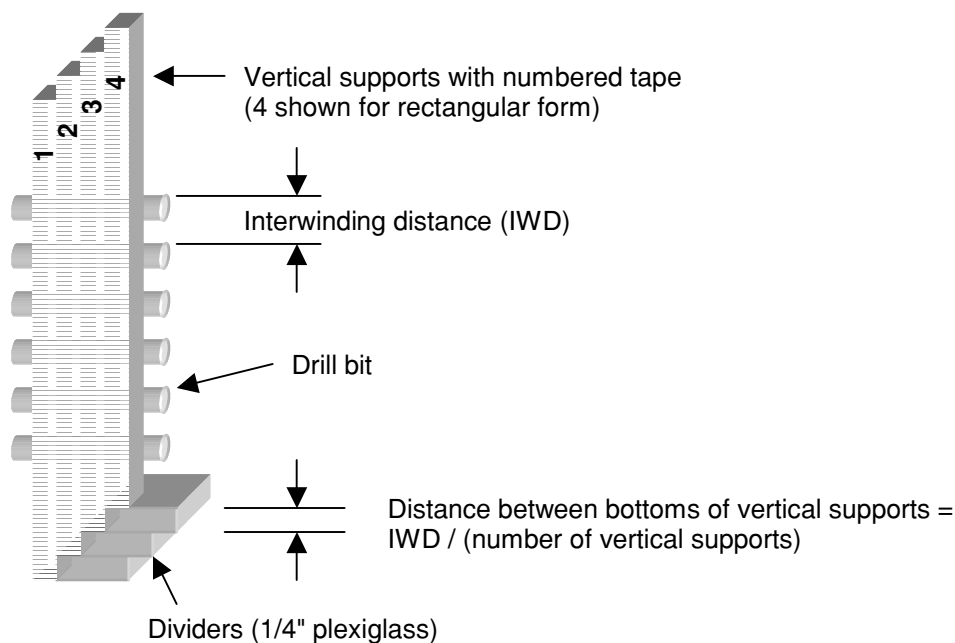 Vertical supports with numbered tape
(4 shown for rectangular form)
1
2
3
4
Interwinding distance (IWD)
Drill bit
Distance between bottoms of vertical supports =
IWD / (number of vertical supports)
Dividers (1/4" plexiglass)